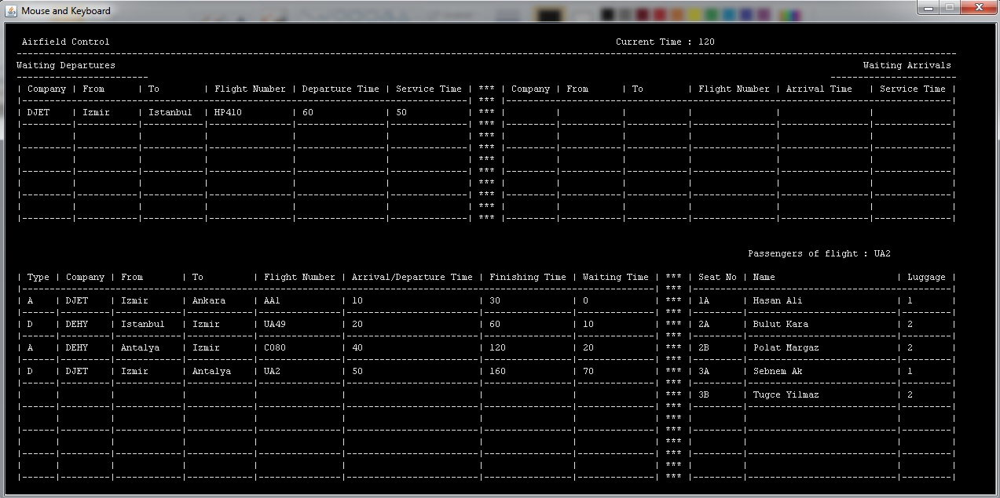 Mouse and Keyboard
Airfield Control Current Time : 120
--------------------------------------------------------------------------------
Waiting Departures Waiting Arrivals
------------------------ -----------------------
| Company | From | To | Flight Number | Departure Time | Service Time | *** | Company | From | To | Flight Number | Arrival Time | Service Time |
| DJET | Izmir | Istanbul | HP410 | 60 | 50 | *** | | | | | | |
Passengers of flight : UA2
| Type | Company | From | To | Flight Number | Arrival/Departure Time | Finishing Time | Waiting Time | *** | Seat No | Name | Luggage |
| A | DJET | Izmir | Ankara | AA1 | 10 | 30 | 0 | *** | 1A | Hasan Ali | 1 |
| D | DEHY | Istanbul | Izmir | UA49 | 20 | 60 | 10 | *** | 2A | Bulut Kara | 2 |
| A | DEHY | Antalya | Izmir | CO80 | 40 | 120 | 20 | *** | 2B | Polat Margaz | 2 |
| D | DJET | Izmir | Antalya | UA2 | 50 | 160 | 70 | *** | 3A | Sebnem Ak | 1 |
| | | | | | | | | *** | 3B | Tugce Yilmaz | 2 |